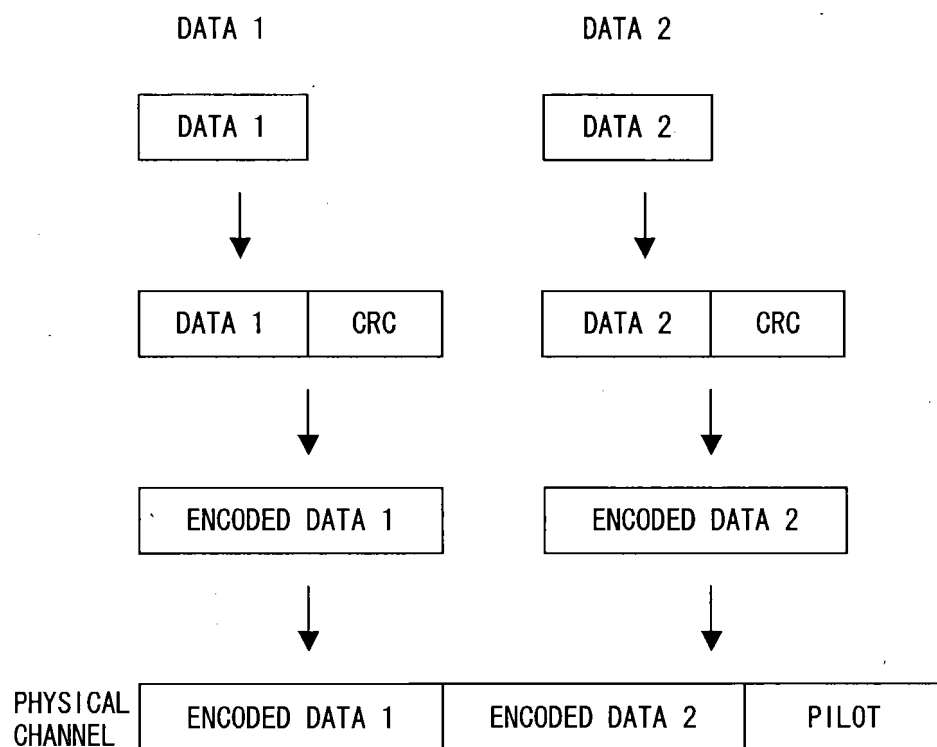 DATA 1 DATA 2
DATA 1 DATA 2
DATA 1 CRC DATA 2 CRC
ENCODED DATA 1 ENCODED DATA 2
PHYSICAL
CHANNEL ENCODED DATA 1 ENCODED DATA 2 PILOT